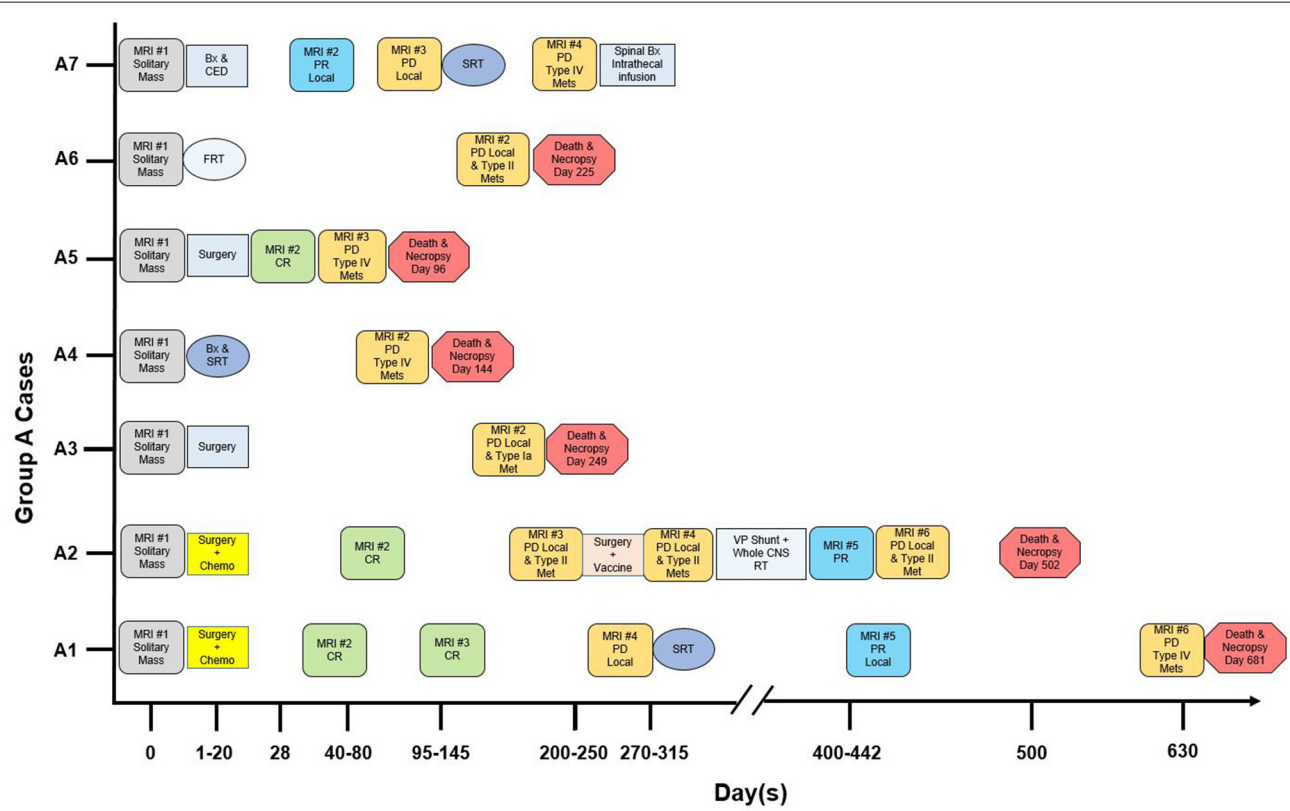 Group A Cases
A7
MRI #1
Solitary
Mass
Bx &
CED
MRI #2
PR
Local
MRI #3
PD
Local
SRT
MRI #4
PD
Type IV
Mets
Spinal Bx
Intrathecal
infusion
A6
MRI #1
Solitary
Mass
FRT
MRI #2
PD Local
& Type II
Mets
Death &
Necropsy
Day 225
A5
MRI #1
Solitary
Mass
Surgery
MRI #2
CR
MRI #3
PD
Type IV
Mets
Death &
Necropsy
Day 96
A4
MRI #1
Solitary
Mass
Bx &
SRT
MRI #2
PD
Type IV
Mets
Death &
Necropsy
Day 144
A3
MRI #1
Solitary
Mass
Surgery
MRI #2
PD Local
& Type Ia
Met
Death &
Necropsy
Day 249
A2
MRI #1
Solitary
Mass
Surgery
+
Chemo
MRI #2
CR
MRI #3
PD Local
& Type II
Met
Surgery
+
Vaccine
MRI #4
PD Local
& Type II
Mets
VP Shunt +
Whole CNS
RT
MRI #5
PR
MRI #6
PD Local
& Type II
Met
Death &
Necropsy
Day 502
A1
MRI #1
Solitary
Mass
Surgery
+
Chemo
MRI #2
CR
MRI #3
CR
MRI #4
PD
Local
SRT
MRI #5
PR
Local
MRI #6
PD
Type IV
Mets
Death &
Necropsy
Day 681
0 1-20 28 40-80 95-145 200-250 270-315 400-442 500 630
Day(s)